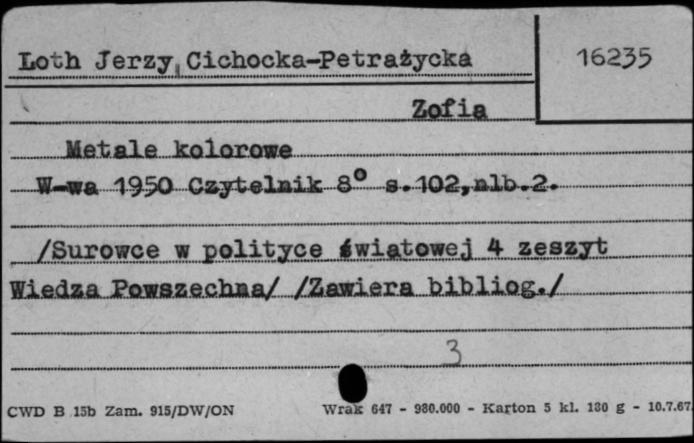 Loth Jerzy, Cichocka-Petrażycka
16235
Zofia
Metale kolorowe
W-wa 1950 Czytelnik 8° s.102,nlb.2.
/Surowce w polityce światowej 4 zeszyt
Wiedza Powszechna/ /Zawiera bibliog./
3
CWD B 15b Zam. 915/DW/ON
Wrak 647 - 980.000 - Karton 5 kl. 180 g - 10.7.67.